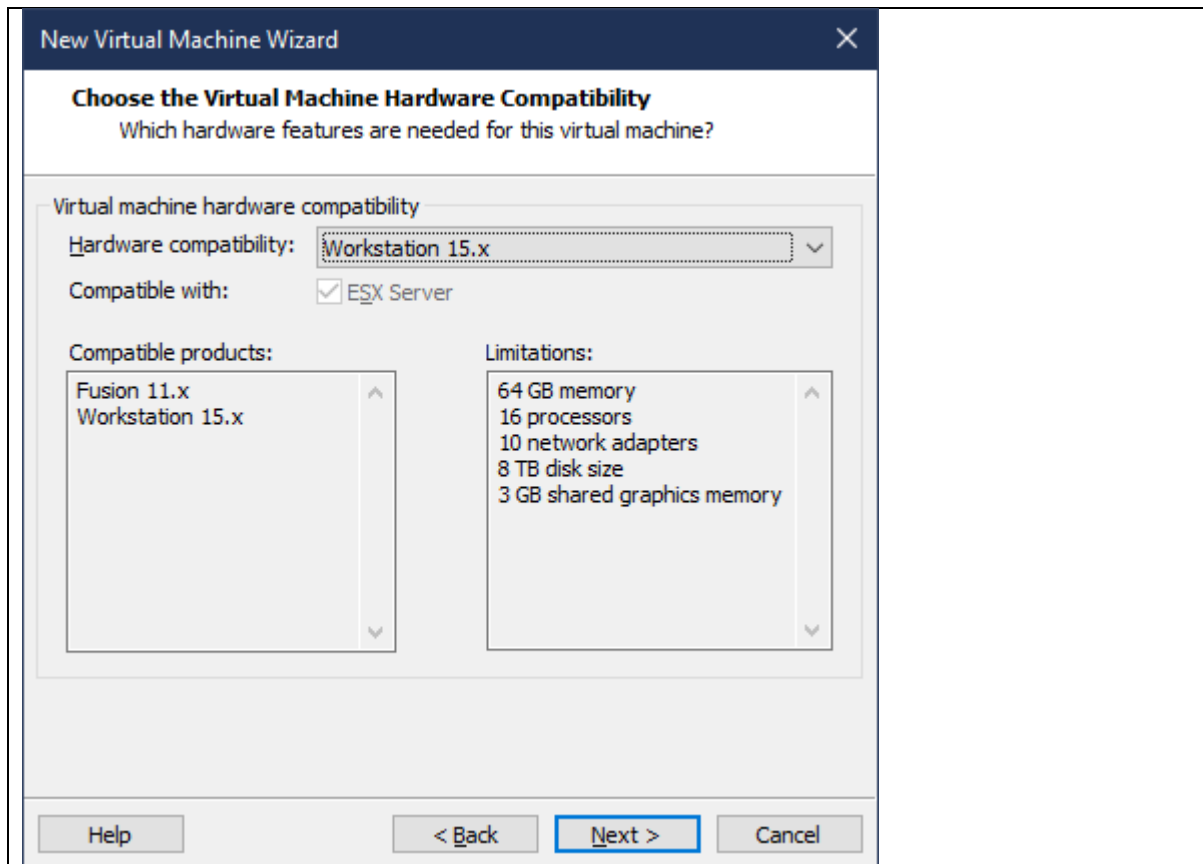 New Virtual Machine Wizard
Choose the Virtual Machine Hardware Compatibility
Which hardware features are needed for this virtual machine?
Virtual machine hardware compatibility
Hardware compatibility: Workstation 15.x
Compatible with: ESX Server
Compatible products:
Fusion 11.x
Workstation 15.x
Limitations:
64 GB memory
16 processors
10 network adapters
8 TB disk size
3 GB shared graphics memory
Help < Back Next > Cancel